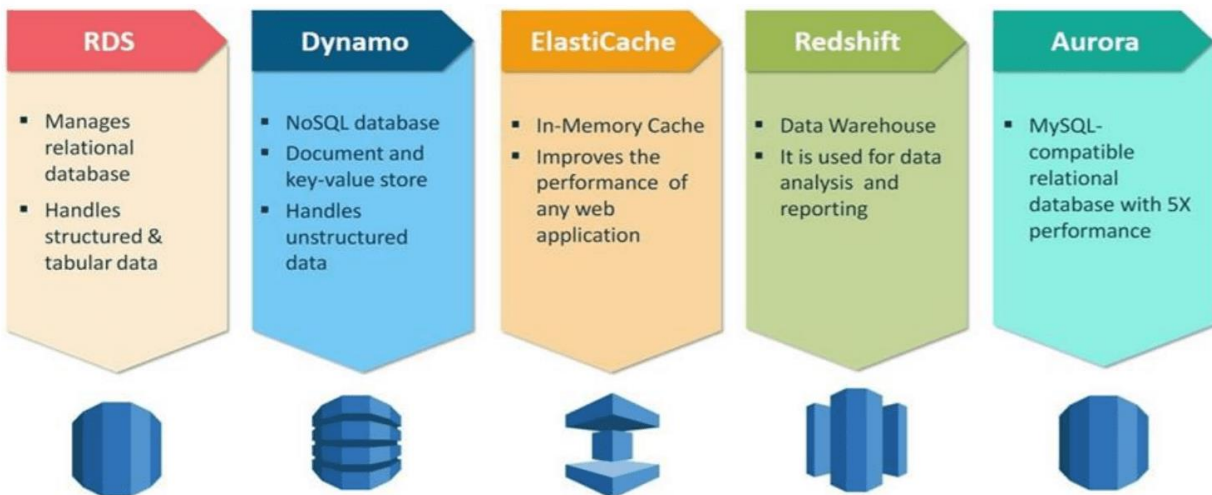 RDS
▪ Manages
relational
database
▪ Handles
structured &
tabular data
Dynamo
▪ NoSQL database
▪ Document and
key-value store
▪ Handles
unstructured
data
ElastiCache
▪ In-Memory Cache
▪ Improves the
performance of
any web
application
Redshift
▪ Data Warehouse
▪ It is used for data
analysis and
reporting
Aurora
▪ MySQL-
compatible
relational
database with 5X
performance